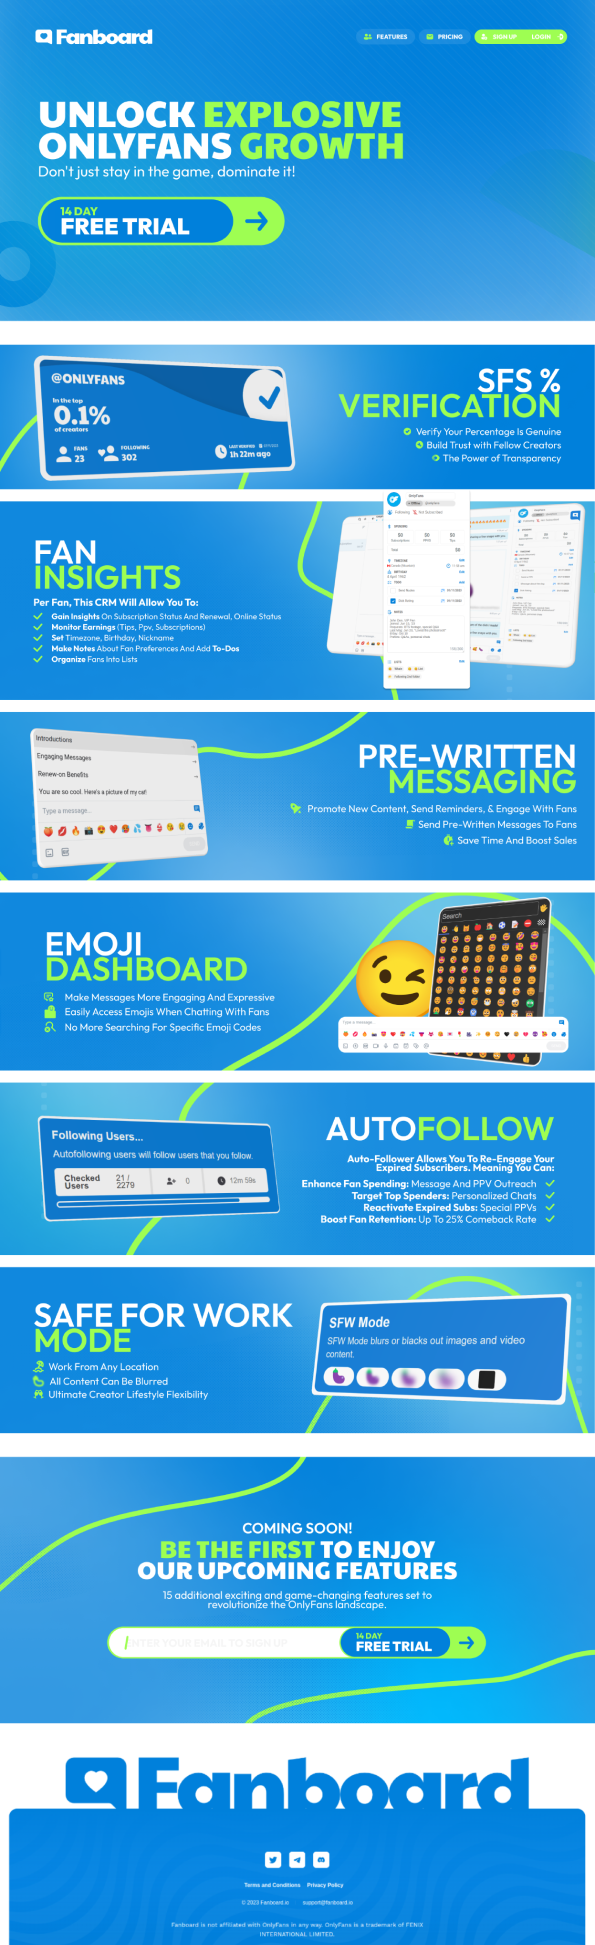 Fanboard
FEATURES
PRICING
SIGN UP
LOGIN
UNLOCK EXPLOSIVE
ONLYFANS GROWTH
Don't just stay in the game, dominate it!
14 DAY
FREE TRIAL
@ONLYFANS
In the top
0.1%
of creators
FANS
23
FOLLOWING
302
LAST VERIFIED
1h 22m ago
SFS %
VERIFICATION
Verify Your Percentage Is Genuine
Build Trust with Fellow Creators
The Power of Transparency
FAN
INSIGHTS
Per Fan, This CRM Will Allow You To:
Gain Insights On Subscription Status And Renewal, Online Status
Monitor Earnings (Tips, Ppv, Subscriptions)
Set Timezone, Birthday, Nickname
Make Notes About Fan Preferences And Add To-Dos
Organize Fans Into Lists
OnlyFans
Following
Not Subscribed
$0
$0
$0
Total
$0
Introductions
Engaging Messages
Renew-on Benefits
You are so cool. Here's a picture of my cat!
Type a message...
PRE-WRITTEN
MESSAGING
Promote New Content, Send Reminders, & Engage With Fans
Send Pre-Written Messages To Fans
Save Time And Boost Sales
EMOJI
DASHBOARD
Make Messages More Engaging And Expressive
Easily Access Emojis When Chatting With Fans
No More Searching For Specific Emoji Codes
Search
Type a message...
Following Users...
Autofollowing users will follow users that you follow.
Checked
Users
21 /
2279
0
12m 59s
AUTOFOLLOW
Auto-Follower Allows You To Re-Engage Your
Expired Subscribers. Meaning You Can:
Enhance Fan Spending: Message And PPV Outreach
Target Top Spenders: Personalized Chats
Reactivate Expired Subs: Special PPVs
Boost Fan Retention: Up To 25% Comeback Rate
SAFE FOR WORK
MODE
Work From Any Location
All Content Can Be Blurred
Ultimate Creator Lifestyle Flexibility
SFW Mode
SFW Mode blurs or blacks out images and video
content.
COMING SOON!
BE THE FIRST TO ENJOY
OUR UPCOMING FEATURES
15 additional exciting and game-changing features set to
revolutionize the OnlyFans landscape.
ENTER YOUR EMAIL TO SIGN UP
14 DAY
FREE TRIAL
Fanboard
Terms and Conditions
Privacy Policy
© 2023 Fanboard.io
support@fanboard.io
Fanboard is not affiliated with OnlyFans in any way. OnlyFans is a trademark of FENIX
INTERNATIONAL LIMITED.